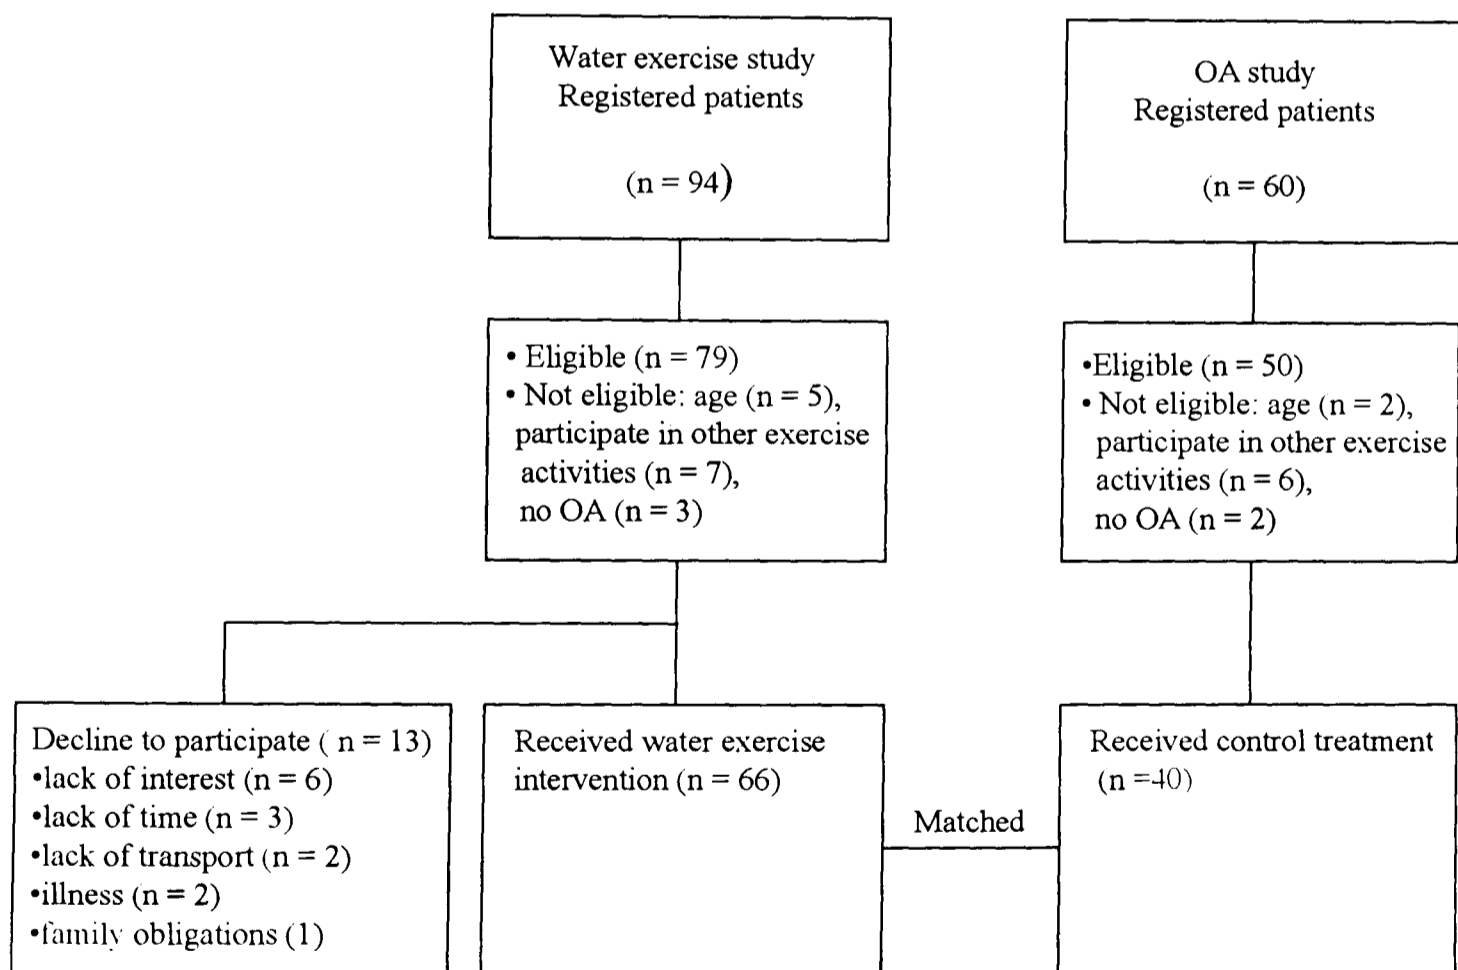 Water exercise study
Registered patients
(n = 94)
OA study
Registered patients
(n = 60)
• Eligible (n = 79)
• Not eligible: age (n = 5),
participate in other exercise
activities (n = 7),
no OA (n = 3)
•Eligible (n = 50)
• Not eligible: age (n = 2),
participate in other exercise
activities (n = 6),
no OA (n = 2)
Decline to participate ( n = 13)
•lack of interest (n = 6)
•lack of time (n = 3)
•lack of transport (n = 2)
•illness (n = 2)
•family obligations (1)
Received water exercise
intervention (n = 66)
Matched
Received control treatment
(n =40)